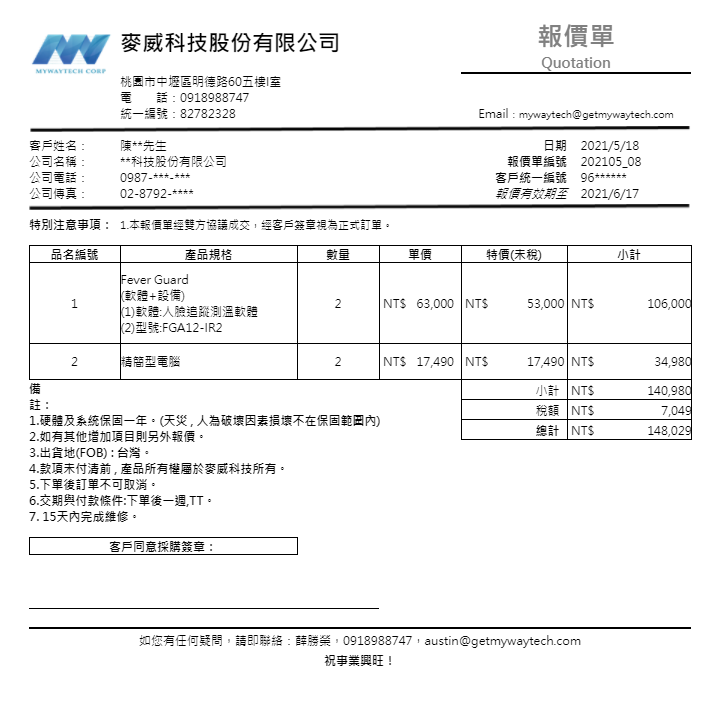 MYWAYTECH CORP
麥威科技股份有限公司
報價單
Quotation
桃園市中壢區明德路60五樓I室
電　　話：0918988747
統一編號：82782328
Email：mywaytech@getmywaytech.com
客戶姓名： 陳**先生 日期 2021/5/18
公司名稱： **科技股份有限公司 報價單編號 202105_08
公司電話： 0987-***-*** 客戶統一編號 96******
公司傳真： 02-8792-**** 報價有效期至 2021/6/17
特別注意事項： 1.本報價單經雙方協議成交，經客戶簽章視為正式訂單。
品名編號 產品規格 數量 單價 特價(未稅) 小計
Fever Guard
(軟體+設備)
1 (1)軟體:人臉追蹤測溫軟體 2 NT$ 63,000 NT$ 53,000 NT$ 106,000
(2)型號:FGA12-IR2
2 精簡型電腦 2 NT$ 17,490 NT$ 17,490 NT$ 34,980
小計 NT$ 140,980
稅額 NT$ 7,049
總計 NT$ 148,029
備
註：
1.硬體及系統保固一年。(天災 , 人為破壞因素損壞不在保固範圍內)
2.如有其他增加項目則另外報價。
3.出貨地(FOB)：台灣。
4.款項未付清前 , 產品所有權屬於麥威科技所有。
5.下單後訂單不可取消。
6.交期與付款條件:下單後一週,TT。
7. 15天內完成維修。
客戶同意採購簽章：
如您有任何疑問，請即聯絡：薛勝榮，0918988747，austin@getmywaytech.com
祝事業興旺！